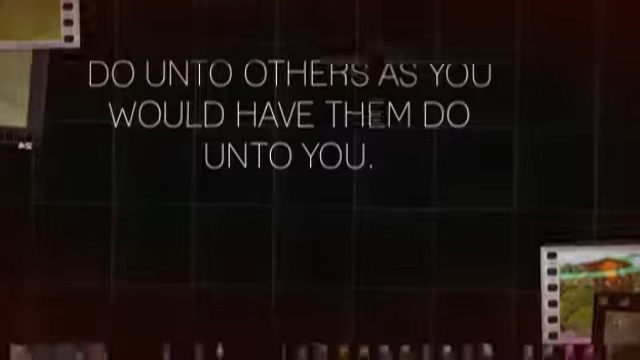 DO UNTO OTHERS AS YOU
WOULD HAVE THEM DO
UNTO YOU.